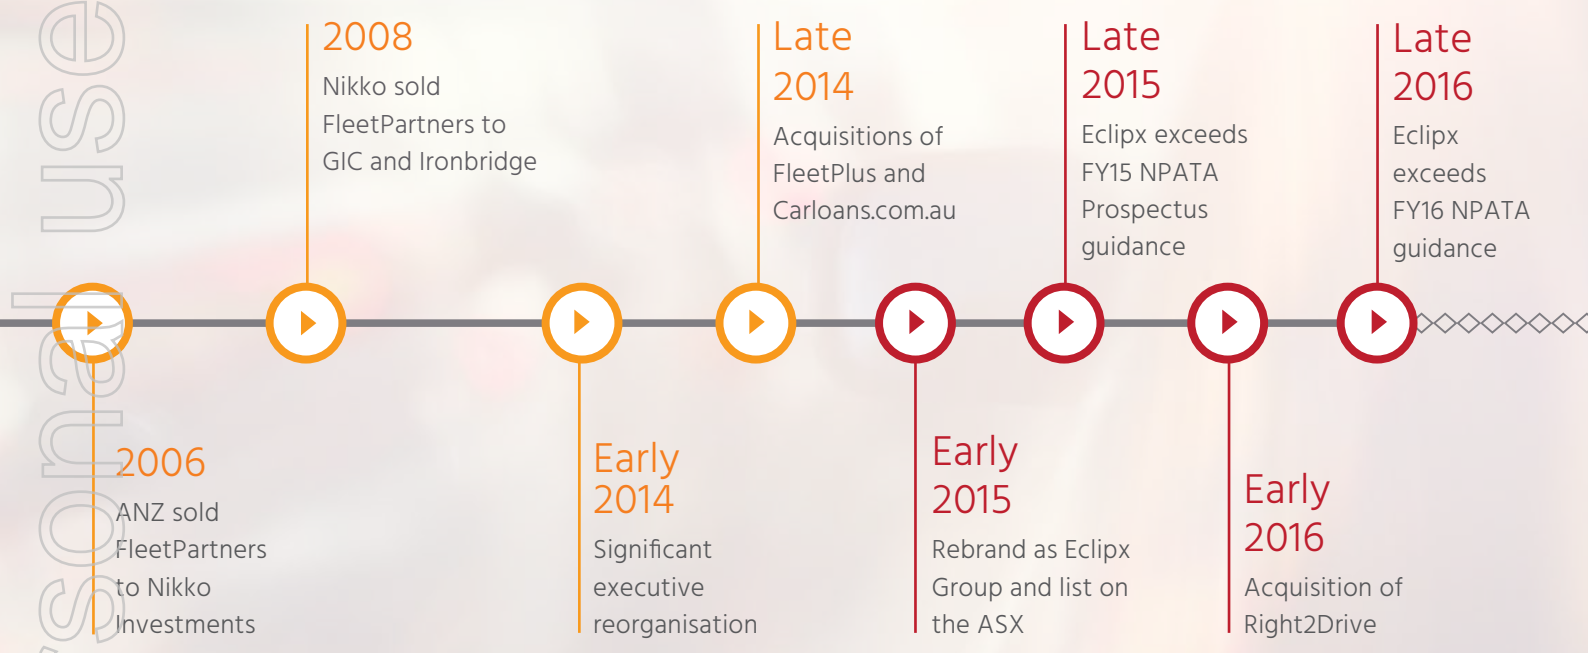 2008
Nikko sold
FleetPartners to
GIC and Ironbridge
Late
2014
Acquisitions of
FleetPlus and
Carloans.com.au
Late
2015
Eclipx exceeds
FY15 NPATA
Prospectus
guidance
Late
2016
Eclipx
exceeds
FY16 NPATA
guidance
2006
ANZ sold
FleetPartners
to Nikko
Investments
Early
2014
Significant
executive
reorganisation
Early
2015
Rebrand as Eclipx
Group and list on
the ASX
Early
2016
Acquisition of
Right2Drive
sonal use